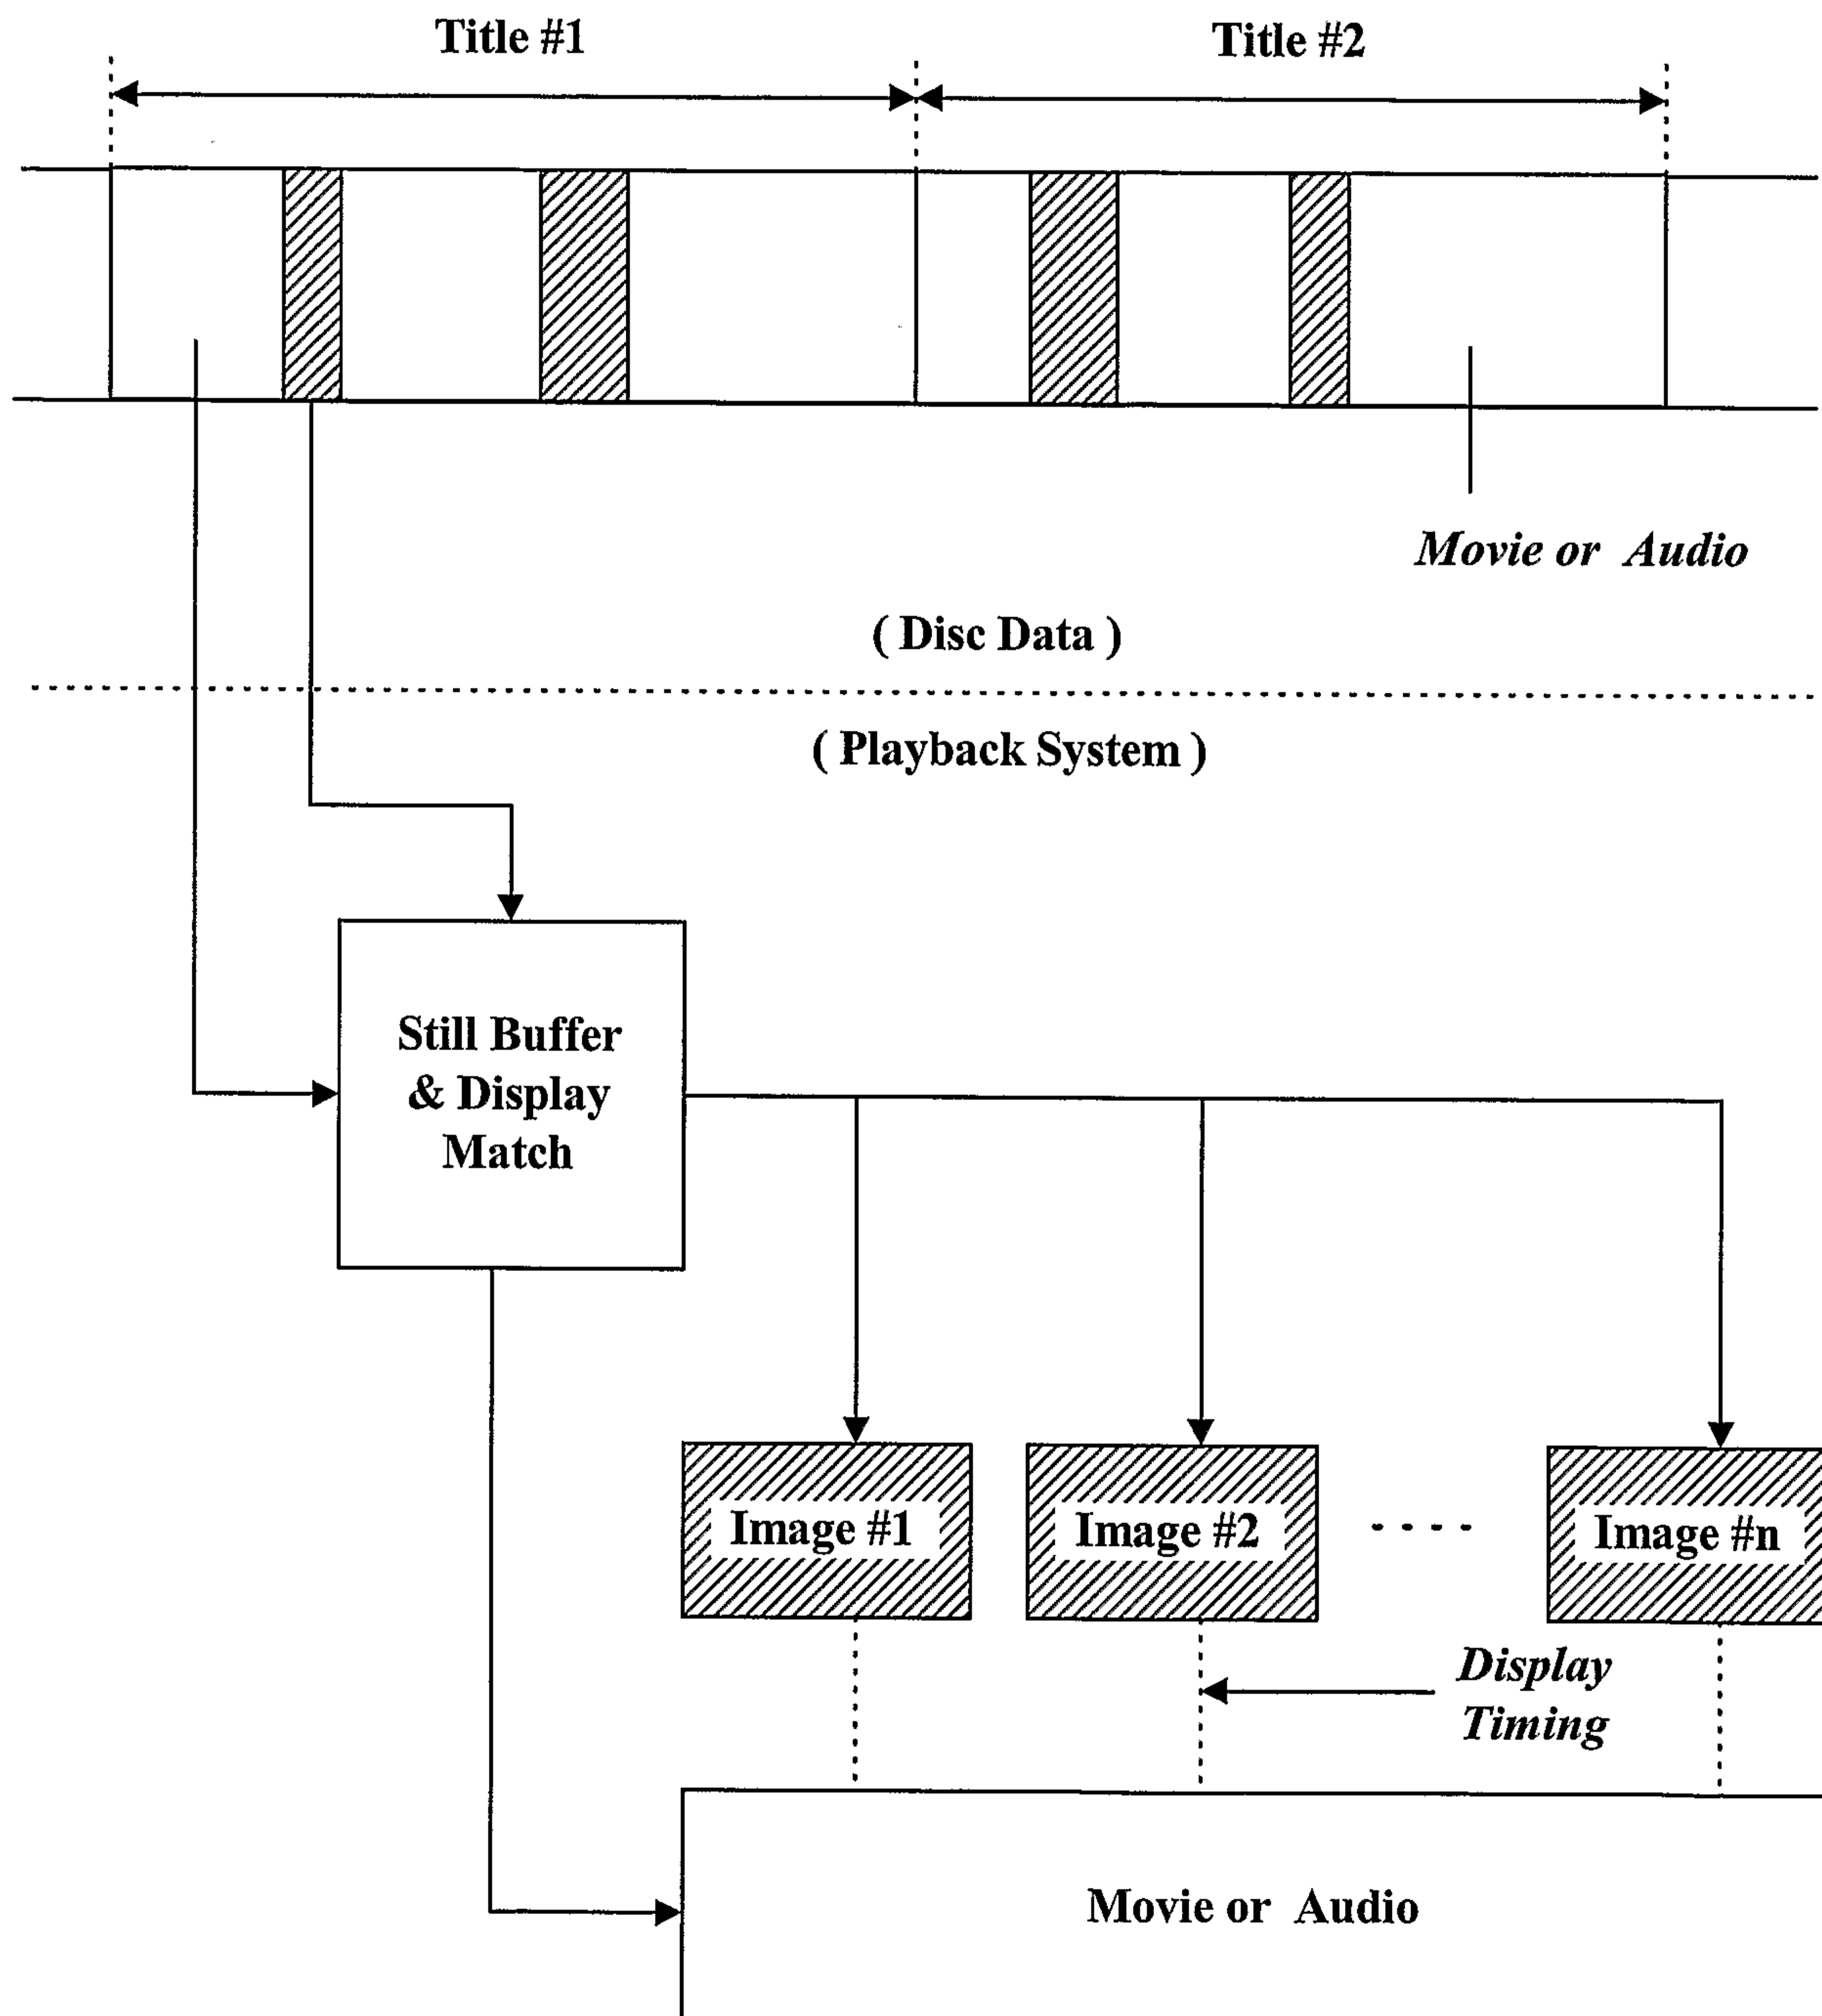 Title #1
Title #2
Movie or Audio
( Disc Data )
( Playback System )
Still Buffer
& Display
Match
Image #1
Image #2
Image #n
Display
Timing
Movie or Audio